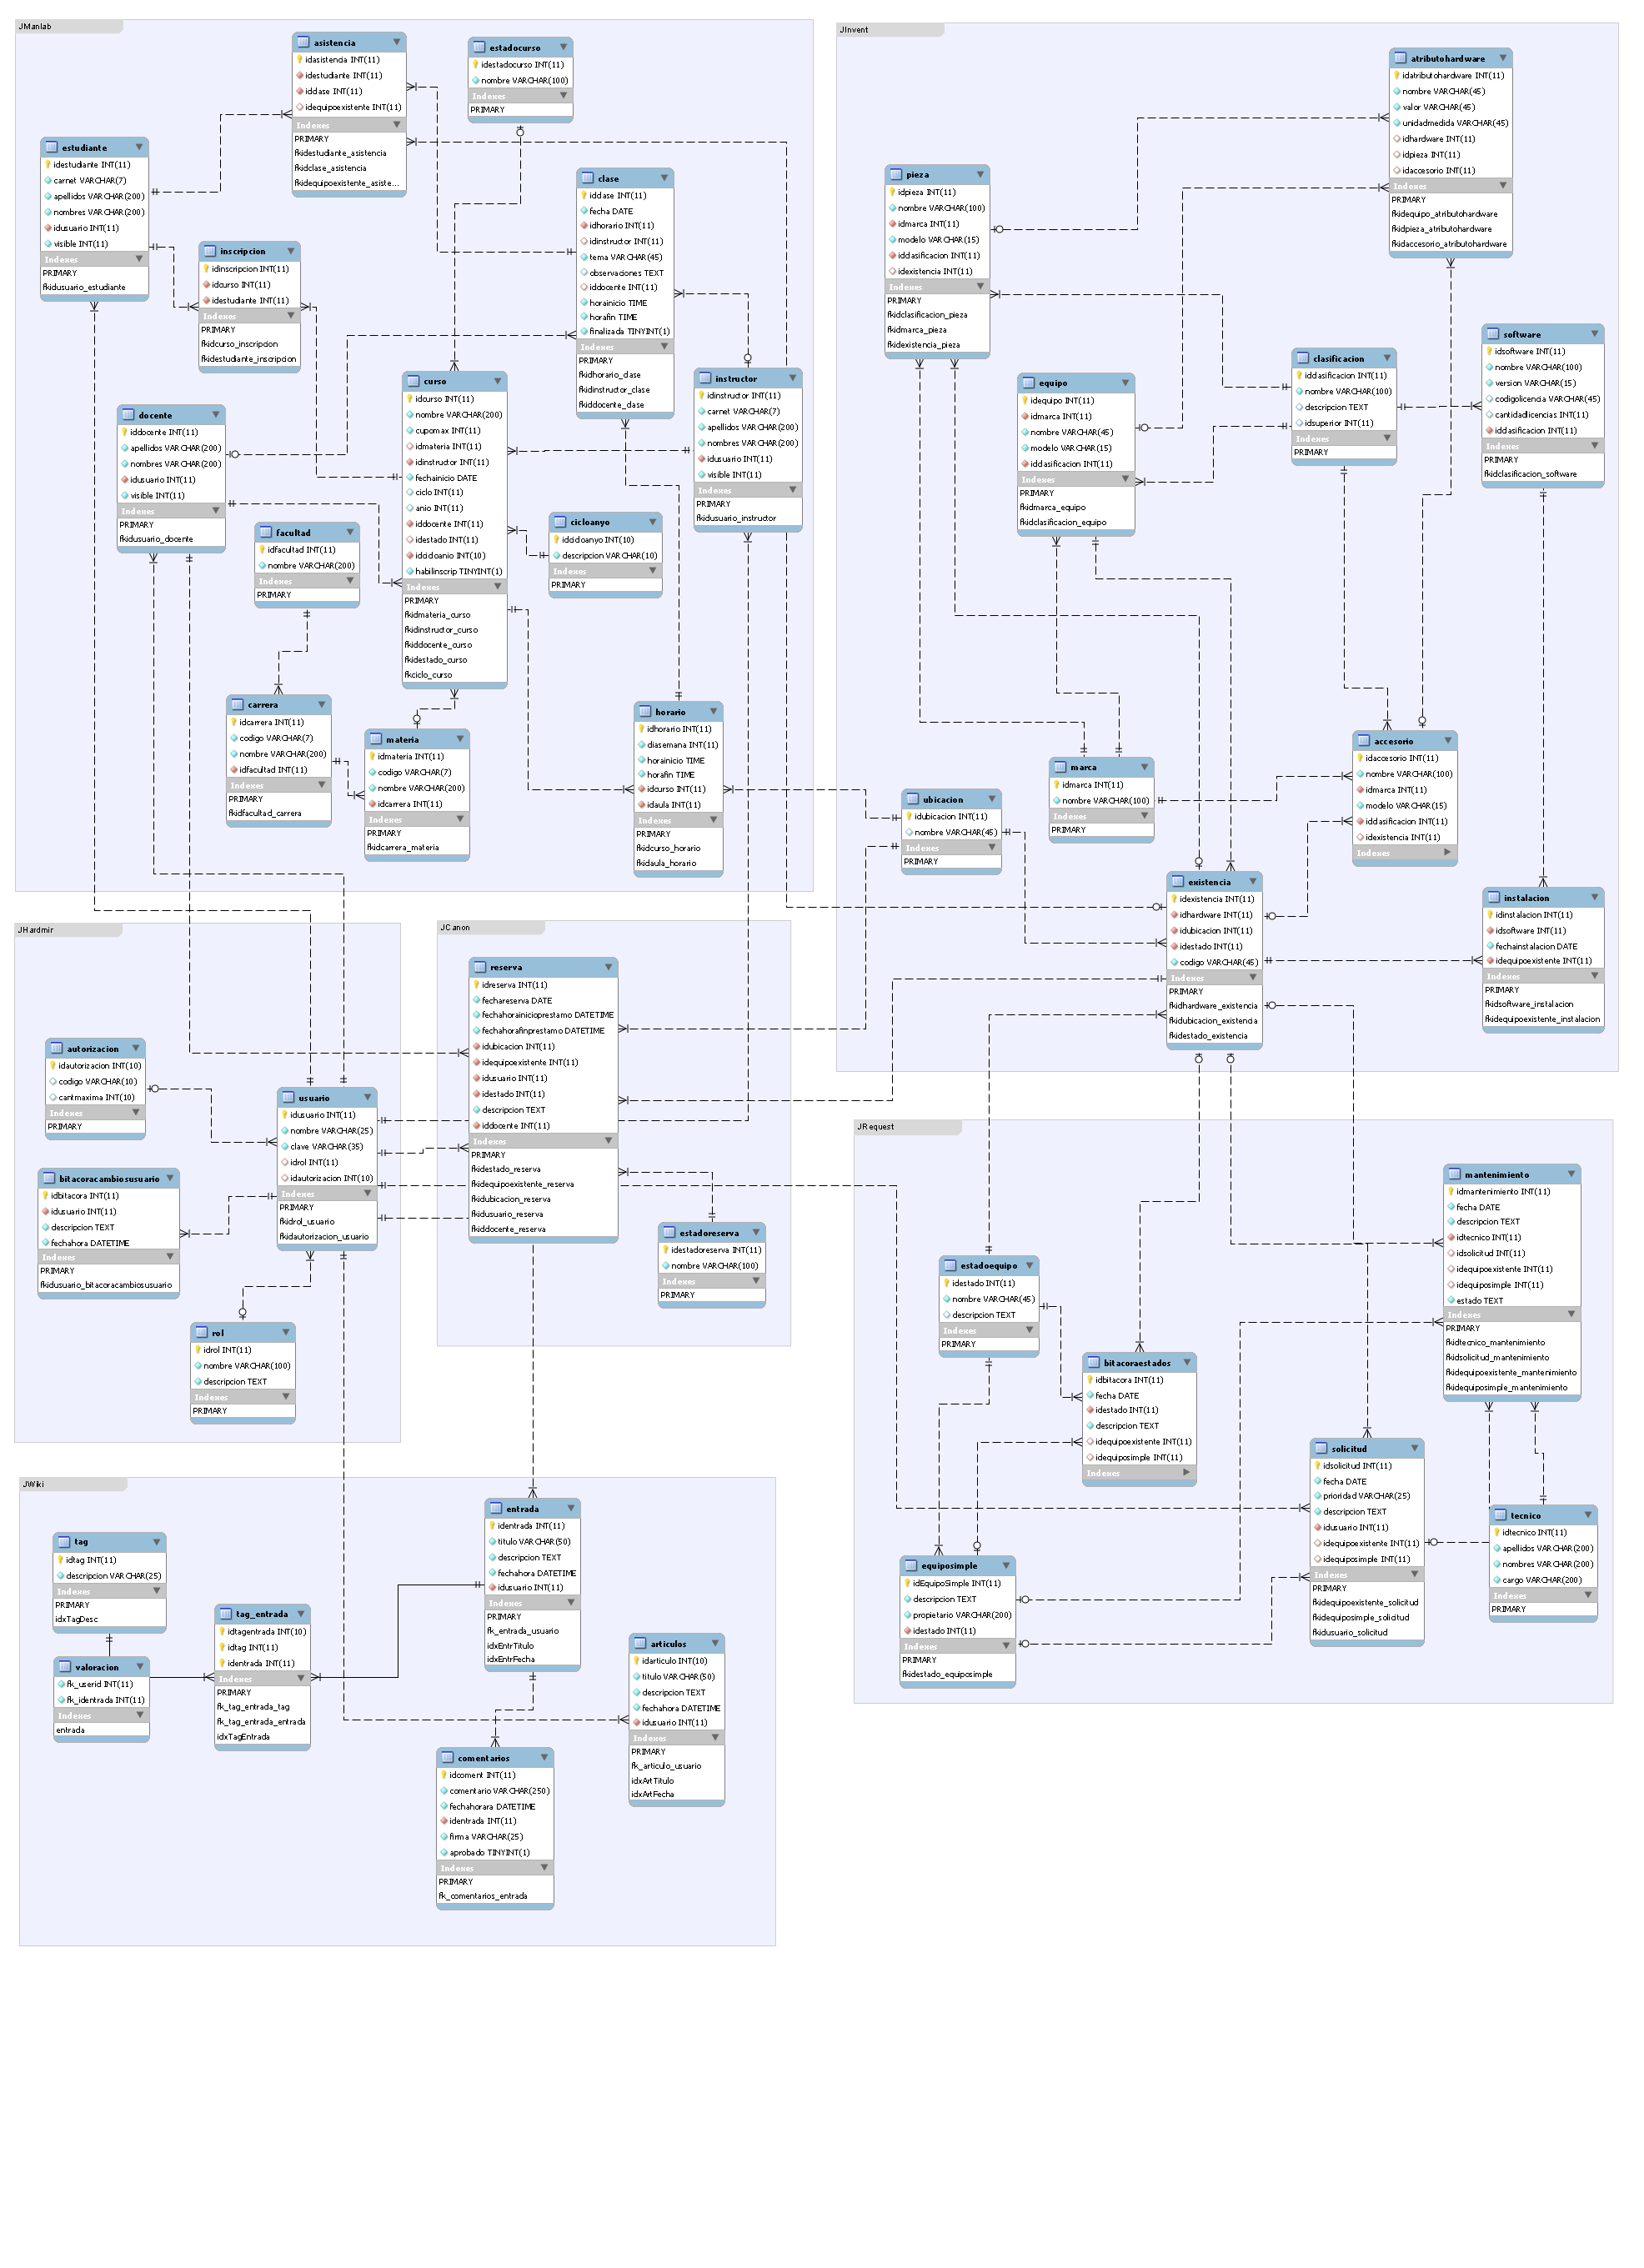 JManlab
asistencia
idasistencia INT(11)
idestudiante INT(11)
idclase INT(11)
idequipoexistente INT(11)
Indexes
PRIMARY
fkidestudiante_asistencia
fkidclase_asistencia
fkidequipoexistente_asiste...
estadocurso
idestadocurso INT(11)
nombre VARCHAR(100)
Indexes
PRIMARY
estudiante
idestudiante INT(11)
carnet VARCHAR(7)
apellidos VARCHAR(200)
nombres VARCHAR(200)
idusuario INT(11)
visible INT(11)
Indexes
PRIMARY
fkidusuario_estudiante
inscripcion
idinscripcion INT(11)
idcurso INT(11)
idestudiante INT(11)
Indexes
PRIMARY
fkidcurso_inscripcion
fkidestudiante_inscripcion
clase
idclase INT(11)
fecha DATE
idhorario INT(11)
idinstructor INT(11)
tema VARCHAR(45)
observaciones TEXT
iddocente INT(11)
horainicio TIME
horafin TIME
finalizada TINYINT(1)
Indexes
PRIMARY
fkidhorario_clase
fkidinstructor_clase
fkiddocente_clase
docente
iddocente INT(11)
apellidos VARCHAR(200)
nombres VARCHAR(200)
idusuario INT(11)
visible INT(11)
Indexes
PRIMARY
fkidusuario_docente
curso
idcurso INT(11)
nombre VARCHAR(200)
cupomax INT(11)
idmateria INT(11)
idinstructor INT(11)
fechainicio DATE
ciclo INT(11)
anio INT(11)
iddocente INT(11)
idestado INT(11)
idcicloanio INT(10)
habilinscrip TINYINT(1)
Indexes
PRIMARY
fkidmateria_curso
fkidinstructor_curso
fkiddocente_curso
fkidestado_curso
fkciclo_curso
instructor
idinstructor INT(11)
carnet VARCHAR(7)
apellidos VARCHAR(200)
nombres VARCHAR(200)
idusuario INT(11)
visible INT(11)
Indexes
PRIMARY
fkidusuario_instructor
facultad
idfacultad INT(11)
nombre VARCHAR(200)
Indexes
PRIMARY
cicloanyo
idcicloanyo INT(10)
descripcion VARCHAR(10)
Indexes
PRIMARY
carrera
idcarrera INT(11)
codigo VARCHAR(7)
nombre VARCHAR(200)
idfacultad INT(11)
Indexes
PRIMARY
fkidfacultad_carrera
materia
idmateria INT(11)
codigo VARCHAR(7)
nombre VARCHAR(200)
idcarrera INT(11)
Indexes
PRIMARY
fkidcarrera_materia
horario
idhorario INT(11)
diasemana INT(11)
horainicio TIME
horafin TIME
idcurso INT(11)
idaula INT(11)
Indexes
PRIMARY
fkidcurso_horario
fkidaula_horario
JInvent
atributohardware
idatributohardware INT(11)
nombre VARCHAR(45)
valor VARCHAR(45)
unidadmedida VARCHAR(45)
idhardware INT(11)
idpieza INT(11)
idaccesorio INT(11)
Indexes
PRIMARY
fkidequipo_atributohardware
fkidpieza_atributohardware
fkidaccesorio_atributohardware
pieza
idpieza INT(11)
nombre VARCHAR(100)
idmarca INT(11)
modelo VARCHAR(15)
idclasificacion INT(11)
idexistencia INT(11)
Indexes
PRIMARY
fkidclasificacion_pieza
fkidmarca_pieza
fkidexistencia_pieza
equipo
idequipo INT(11)
idmarca INT(11)
nombre VARCHAR(45)
modelo VARCHAR(15)
idclasificacion INT(11)
Indexes
PRIMARY
fkidmarca_equipo
fkidclasificacion_equipo
clasificacion
idclasificacion INT(11)
nombre VARCHAR(100)
descripcion TEXT
idsuperior INT(11)
Indexes
PRIMARY
software
idsoftware INT(11)
nombre VARCHAR(100)
version VARCHAR(15)
codigolicencia VARCHAR(45)
cantidadlicencias INT(11)
idclasificacion INT(11)
Indexes
PRIMARY
fkidclasificacion_software
marca
idmarca INT(11)
nombre VARCHAR(100)
Indexes
PRIMARY
accesorio
idaccesorio INT(11)
nombre VARCHAR(100)
idmarca INT(11)
modelo VARCHAR(15)
idclasificacion INT(11)
idexistencia INT(11)
Indexes
ubicacion
idubicacion INT(11)
nombre VARCHAR(45)
Indexes
PRIMARY
existencia
idexistencia INT(11)
idhardware INT(11)
idubicacion INT(11)
idestado INT(11)
codigo VARCHAR(45)
Indexes
PRIMARY
fkidhardware_existencia
fkidubicacion_existencia
fkidestado_existencia
instalacion
idinstalacion INT(11)
idsoftware INT(11)
fechainstalacion DATE
idequipoexistente INT(11)
Indexes
PRIMARY
fkidsoftware_instalacion
fkidequipoexistente_instalacion
JHardmir
autorizacion
idautorizacion INT(10)
codigo VARCHAR(10)
cantmaxima INT(10)
Indexes
PRIMARY
usuario
idusuario INT(11)
nombre VARCHAR(25)
clave VARCHAR(35)
idrol INT(11)
idautorizacion INT(10)
Indexes
PRIMARY
fkidrol_usuario
fkidautorizacion_usuario
bitacoracambiosusuario
idbitacora INT(11)
idusuario INT(11)
descripcion TEXT
fechahora DATETIME
Indexes
PRIMARY
fkidusuario_bitacoracambiosusuario
rol
idrol INT(11)
nombre VARCHAR(100)
descripcion TEXT
Indexes
PRIMARY
JCanon
reserva
idreserva INT(11)
fechareserva DATE
fechahorainicioprestamo DATETIME
fechahorafinprestamo DATETIME
idubicacion INT(11)
idequipoexistente INT(11)
idusuario INT(11)
idestado INT(11)
descripcion TEXT
iddocente INT(11)
Indexes
PRIMARY
fkidestado_reserva
fkidequipoexistente_reserva
fkidubicacion_reserva
fkidusuario_reserva
fkiddocente_reserva
estadoreserva
idestadoreserva INT(11)
nombre VARCHAR(100)
Indexes
PRIMARY
JRequest
mantenimiento
idmantenimiento INT(11)
fecha DATE
descripcion TEXT
idtecnico INT(11)
idsolicitud INT(11)
idequipoexistente INT(11)
idequiposimple INT(11)
estado TEXT
Indexes
PRIMARY
fkidtecnico_mantenimiento
fkidsolicitud_mantenimiento
fkidequipoexistente_mantenimiento
fkidequiposimple_mantenimiento
estadoequipo
idestado INT(11)
nombre VARCHAR(45)
descripcion TEXT
Indexes
PRIMARY
bitacoraestados
idbitacora INT(11)
fecha DATE
idestado INT(11)
descripcion TEXT
idequipoexistente INT(11)
idequiposimple INT(11)
Indexes
solicitud
idsolicitud INT(11)
fecha DATE
prioridad VARCHAR(25)
descripcion TEXT
idusuario INT(11)
idequipoexistente INT(11)
idequiposimple INT(11)
Indexes
PRIMARY
fkidequipoexistente_solicitud
fkidequiposimple_solicitud
fkidusuario_solicitud
tecnico
idtecnico INT(11)
apellidos VARCHAR(200)
nombres VARCHAR(200)
cargo VARCHAR(200)
Indexes
PRIMARY
equiposimple
idEquipoSimple INT(11)
descripcion TEXT
propietario VARCHAR(200)
idestado INT(11)
Indexes
PRIMARY
fkidestado_equiposimple
JWiki
tag
idtag INT(11)
descripcion VARCHAR(25)
Indexes
PRIMARY
idxTagDesc
valoracion
fk_userid INT(11)
fk_identrada INT(11)
Indexes
entrada
tag_entrada
idtagentrada INT(10)
idtag INT(11)
identrada INT(11)
Indexes
PRIMARY
fk_tag_entrada_tag
fk_tag_entrada_entrada
idxTagEntrada
entrada
identrada INT(11)
titulo VARCHAR(50)
descripcion TEXT
fechahora DATETIME
idusuario INT(11)
Indexes
PRIMARY
fk_entrada_usuario
idxEntrTitulo
idxEntrFecha
articulos
idarticulo INT(10)
titulo VARCHAR(50)
descripcion TEXT
fechahora DATETIME
idusuario INT(11)
Indexes
PRIMARY
fk_articulo_usuario
idxArtTitulo
idxArtFecha
comentarios
idcoment INT(11)
comentario VARCHAR(250)
fechahorara DATETIME
identrada INT(11)
firma VARCHAR(25)
aprobado TINYINT(1)
Indexes
PRIMARY
fk_comentarios_entrada